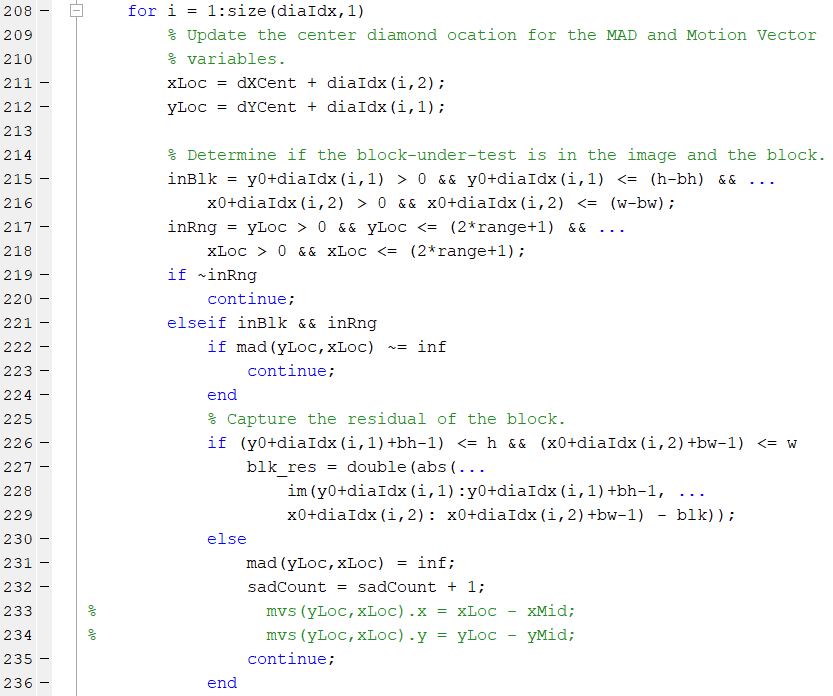 208 – for i = 1:size(diaIdx,1)
209 % Update the center diamond ocation for the MAD and Motion Vector
210 % variables.
211 – xLoc = dXCent + diaIdx(i,2);
212 – yLoc = dYCent + diaIdx(i,1);
213
214 % Determine if the block-under-test is in the image and the block.
215 – inBlk = y0+diaIdx(i,1) > 0 && y0+diaIdx(i,1) <= (h-bh) && ...
216 x0+diaIdx(i,2) > 0 && x0+diaIdx(i,2) <= (w-bw);
217 – inRng = yLoc > 0 && yLoc <= (2*range+1) && ...
218 xLoc > 0 && xLoc <= (2*range+1);
219 – if ~inRng
220 – continue;
221 – elseif inBlk && inRng
222 – if mad(yLoc,xLoc) ~= inf
223 – continue;
224 – end
225 % Capture the residual of the block.
226 – if (y0+diaIdx(i,1)+bh-1) <= h && (x0+diaIdx(i,2)+bw-1) <= w
227 – blk_res = double(abs(...
228 im(y0+diaIdx(i,1):y0+diaIdx(i,1)+bh-1, ...
229 x0+diaIdx(i,2): x0+diaIdx(i,2)+bw-1) - blk));
230 – else
231 – mad(yLoc,xLoc) = inf;
232 – sadCount = sadCount + 1;
233 % mvs(yLoc,xLoc).x = xLoc - xMid;
234 % mvs(yLoc,xLoc).y = yLoc - yMid;
235 – continue;
236 – end